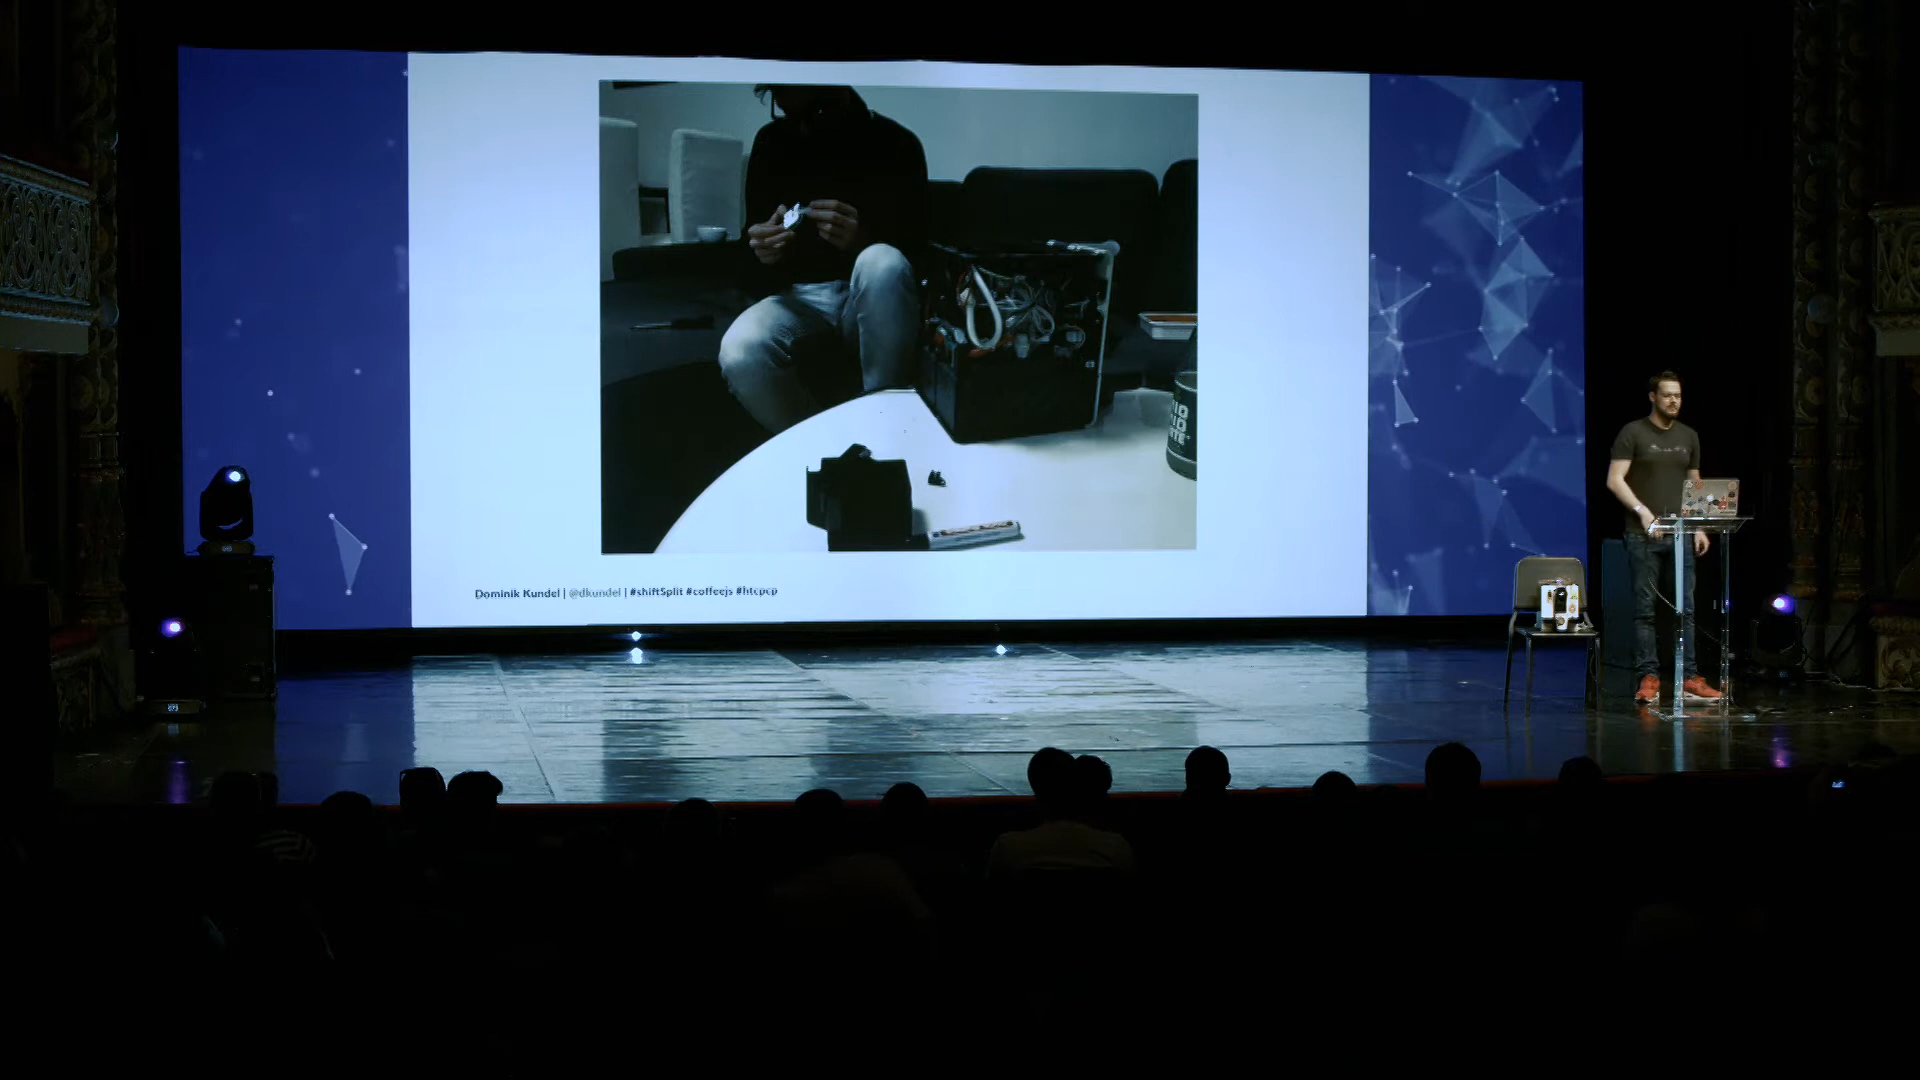 Dominik Kundel | @dkundel | #shiftSplit #coffeejs #htcpcp